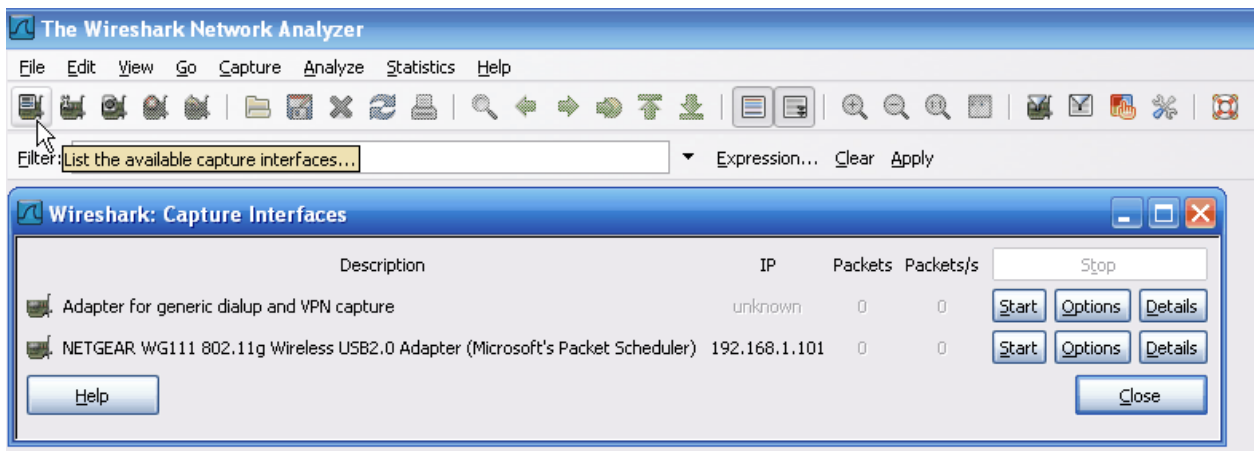 The Wireshark Network Analyzer
File Edit View Go Capture Analyze Statistics Help
Filter: List the available capture interfaces... Expression... Clear Apply
Wireshark: Capture Interfaces
Description IP Packets Packets/s Stop
Adapter for generic dialup and VPN capture unknown 0 0 Start Options Details
NETGEAR WG111 802.11g Wireless USB2.0 Adapter (Microsoft's Packet Scheduler) 192.168.1.101 0 0 Start Options Details
Help Close